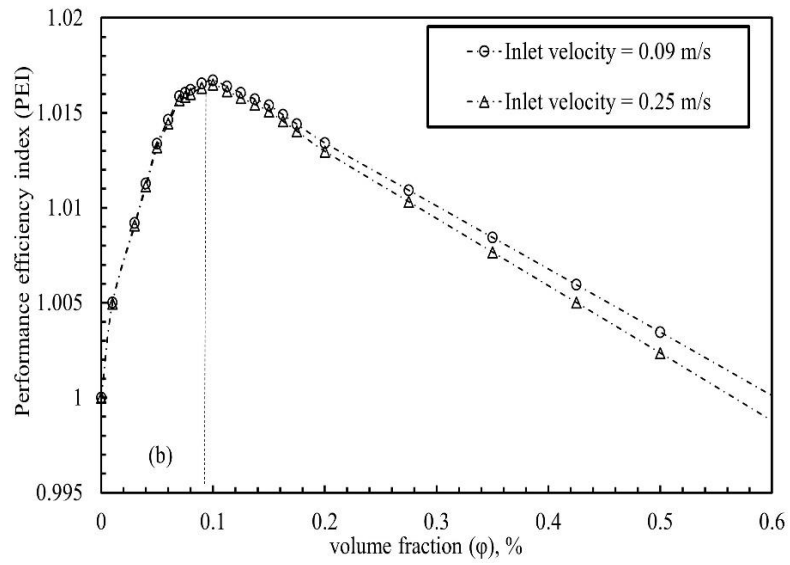 1.02
1.015
1.01
1.005
1
0.995
Performance efficiency index (PEI)
Inlet velocity = 0.09 m/s
Inlet velocity = 0.25 m/s
(b)
0 0.1 0.2 0.3 0.4 0.5 0.6
volume fraction (φ), %